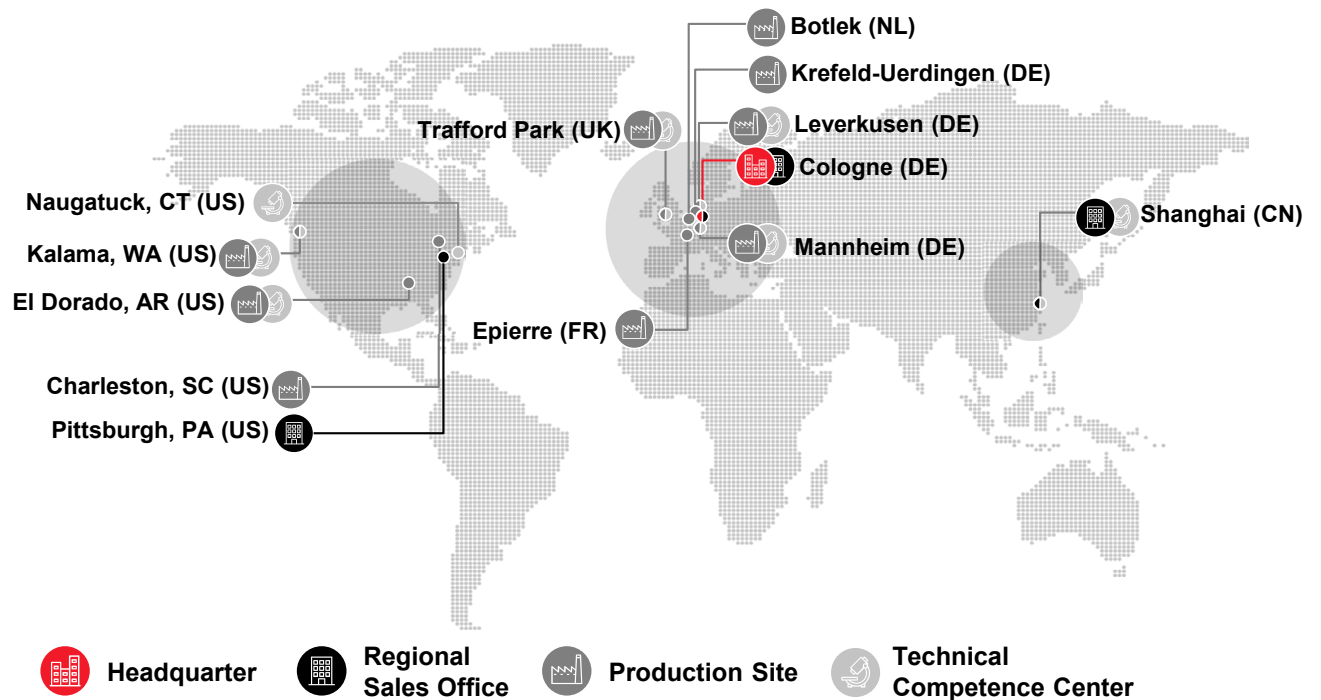 Botlek (NL)
Krefeld-Uerdingen (DE)
Trafford Park (UK)
Leverkusen (DE)
Cologne (DE)
Naugatuck, CT (US)
Shanghai (CN)
Kalama, WA (US)
Mannheim (DE)
El Dorado, AR (US)
Epierre (FR)
Charleston, SC (US)
Pittsburgh, PA (US)
Headquarter
Regional
Sales Office
Production Site
Technical
Competence Center